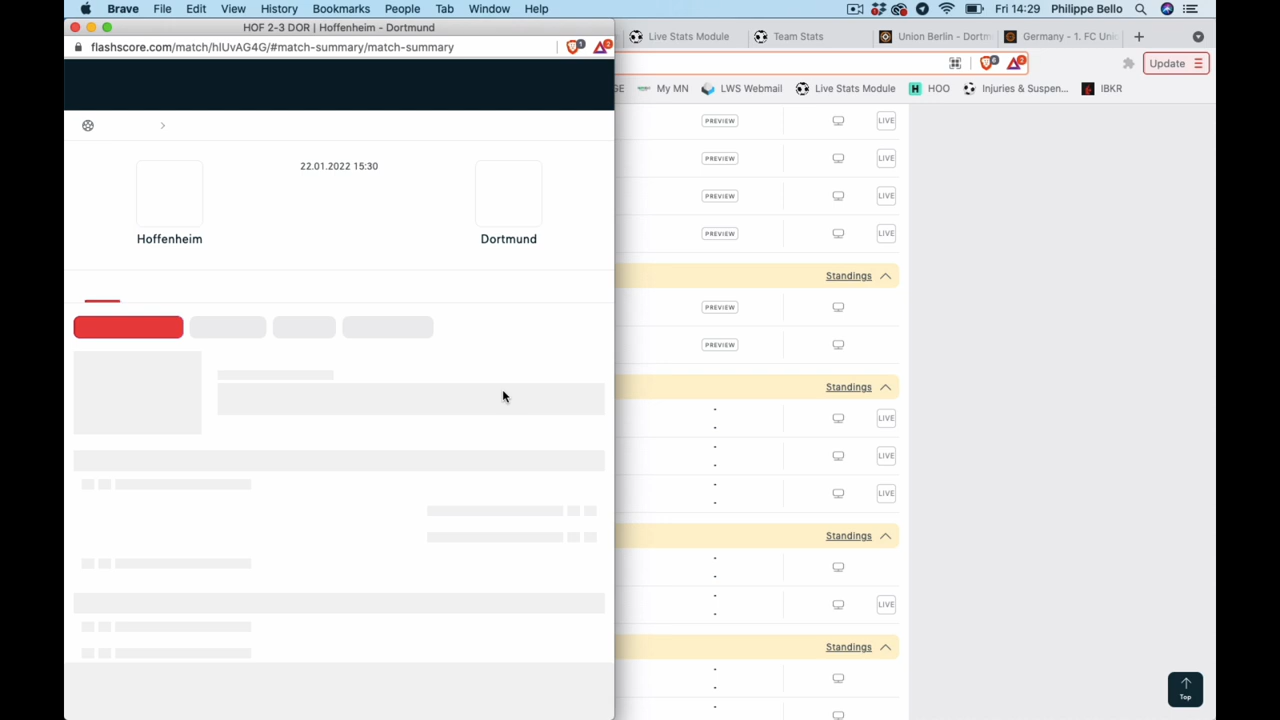 Brave File Edit View History Bookmarks People Tab Window Help Fri 14:29 Philippe Bello
HOF 2-3 DOR | Hoffenheim - Dortmund
flashscore.com/match/hlUvAG4G/#match-summary/match-summary
Live Stats Module Team Stats Union Berlin - Dortm Germany - 1. FC Unio
Update
GE My MN LWS Webmail Live Stats Module HOO Injuries & Suspen... IBKR
22.01.2022 15:30
Hoffenheim Dortmund
PREVIEW LIVE
PREVIEW LIVE
PREVIEW LIVE
PREVIEW LIVE
Standings
PREVIEW
PREVIEW
Standings
- -
LIVE
- -
LIVE
- -
LIVE
Standings
- -
- -
LIVE
Standings
- -
-
Top